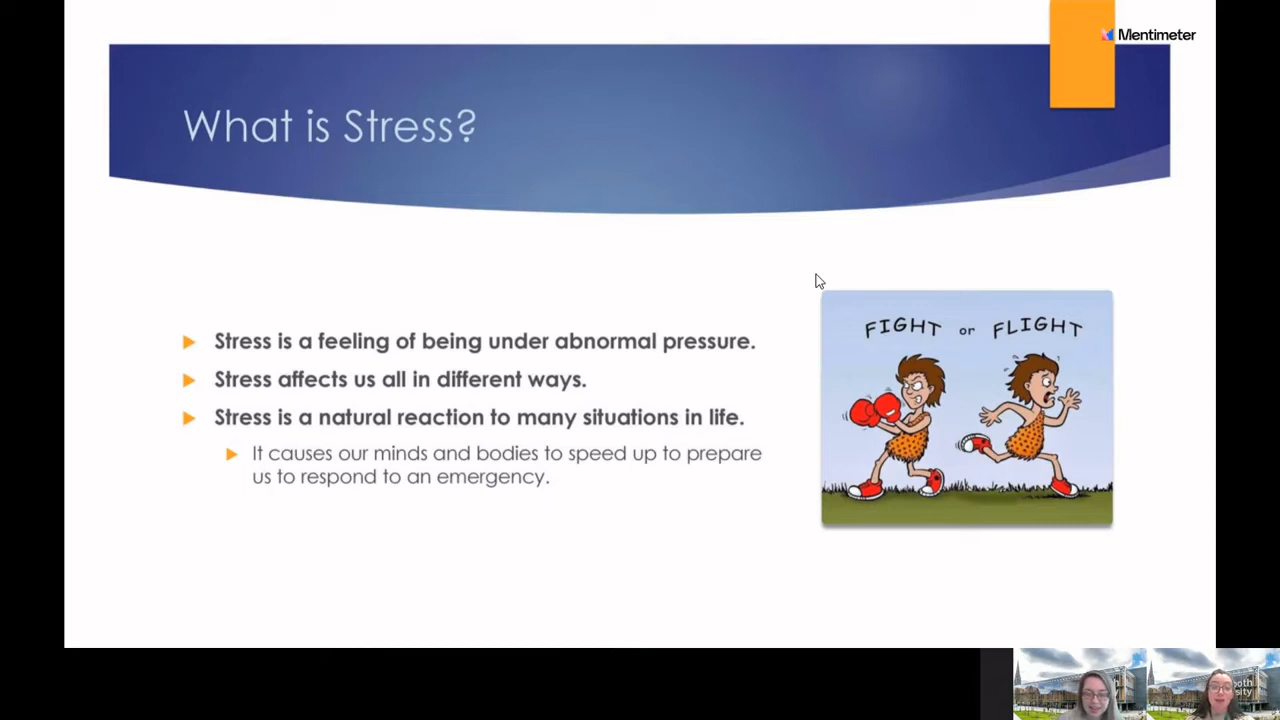 Mentimeter
What is Stress?
Stress is a feeling of being under abnormal pressure.
Stress affects us all in different ways.
Stress is a natural reaction to many situations in life.
It causes our minds and bodies to speed up to prepare
us to respond to an emergency.
FIGHT or FLIGHT